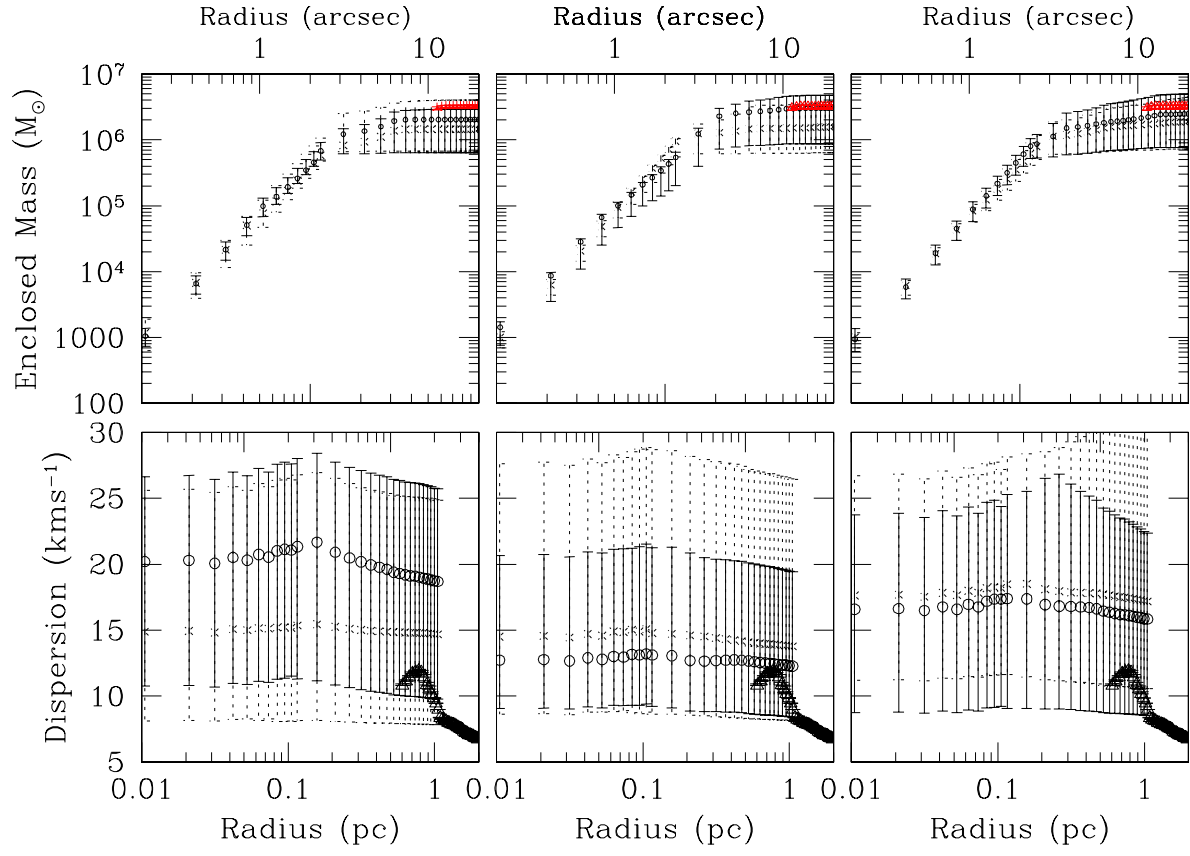 Radius (arcsec) Radius (arcsec) Radius (arcsec)
1 10 1 10 1 10
10⁷
10⁶
10⁵
10⁴
1000
100
Enclosed Mass (M☉)
30
25
20
15
10
5
Dispersion (kms⁻¹)
0.01 0.1 1 0.01 0.1 1 0.01 0.1 1
Radius (pc) Radius (pc) Radius (pc)